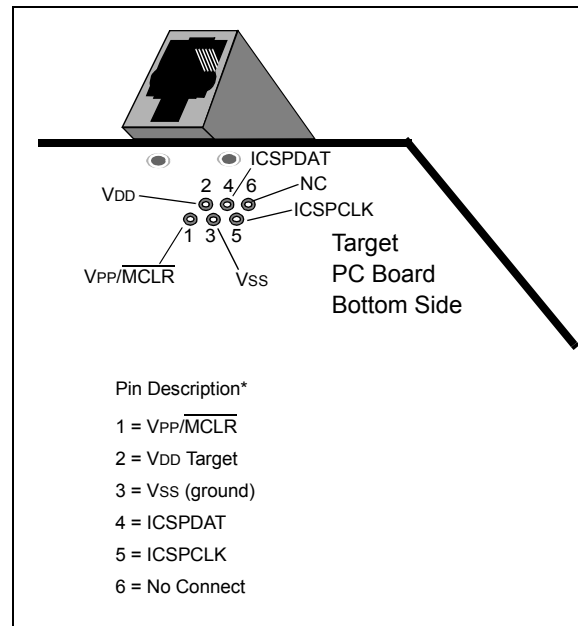 ICSPDAT
VDD
2 4 6
NC
ICSPCLK
1 3 5
VPP/MCLR
VSS
Target
PC Board
Bottom Side
Pin Description*
1 = VPP/MCLR
2 = VDD Target
3 = VSS (ground)
4 = ICSPDAT
5 = ICSPCLK
6 = No Connect